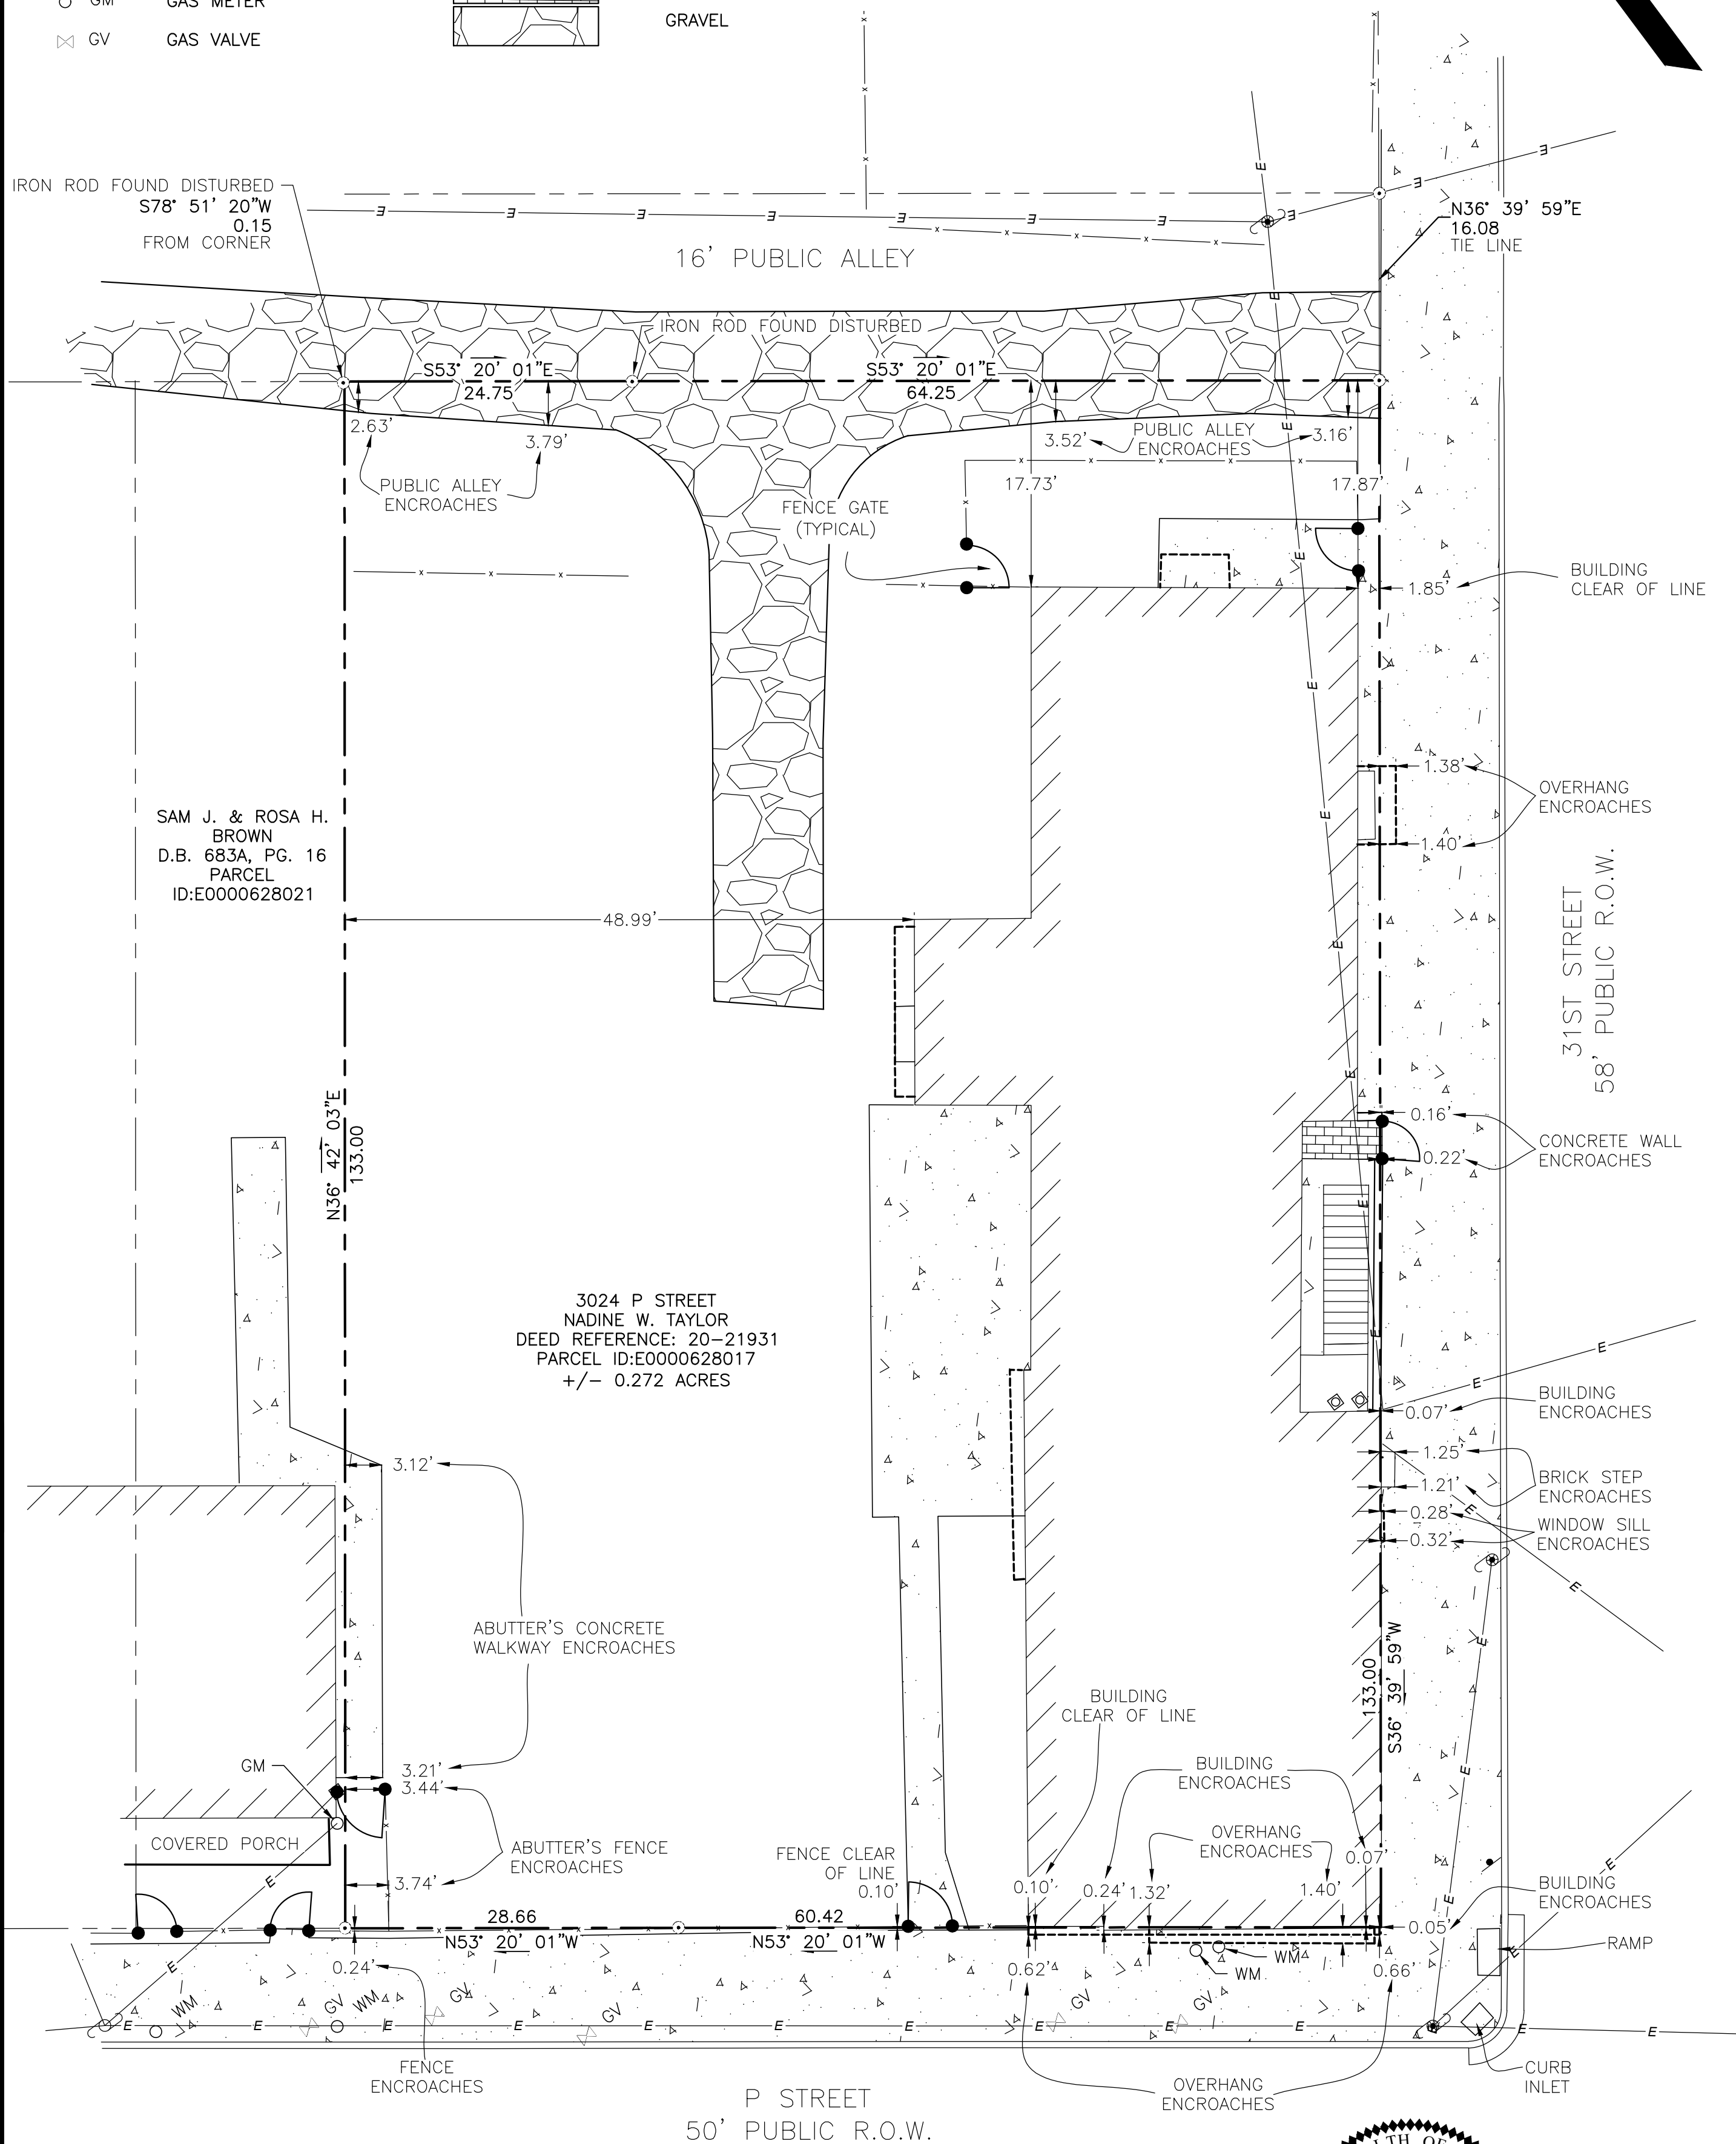 GM GAS METER
GV GAS VALVE
GRAVEL
IRON ROD FOUND DISTURBED
S78° 51' 20"W
0.15
FROM CORNER
N36° 39' 59"E
16.08
TIE LINE
16' PUBLIC ALLEY
IRON ROD FOUND DISTURBED
S53° 20' 01"E
24.75
S53° 20' 01"E
64.25
2.63'
3.79'
3.52'
PUBLIC ALLEY
ENCROACHES
3.16'
PUBLIC ALLEY
ENCROACHES
17.73'
17.87'
FENCE GATE
(TYPICAL)
BUILDING
CLEAR OF LINE
1.85'
1.38'
OVERHANG
ENCROACHES
1.40'
SAM J. & ROSA H.
BROWN
D.B. 683A, PG. 16
PARCEL
ID:E0000628021
48.99'
31ST STREET
58' PUBLIC R.O.W.
N36° 42' 03"E
133.00
0.16'
CONCRETE WALL
ENCROACHES
0.22'
3024 P STREET
NADINE W. TAYLOR
DEED REFERENCE: 20-21931
PARCEL ID:E0000628017
+/- 0.272 ACRES
BUILDING
ENCROACHES
0.07'
1.25'
3.12'
BRICK STEP
ENCROACHES
1.21'
0.28'
WINDOW SILL
ENCROACHES
0.32'
ABUTTER'S CONCRETE
WALKWAY ENCROACHES
133.00
S36° 39' 59"W
BUILDING
CLEAR OF LINE
GM
3.21'
3.44'
BUILDING
ENCROACHES
COVERED PORCH
ABUTTER'S FENCE
ENCROACHES
FENCE CLEAR
OF LINE
0.10'
OVERHANG
ENCROACHES
0.07'
3.74'
0.10'
0.24'
1.32'
1.40'
BUILDING
ENCROACHES
28.66
N53° 20' 01"W
60.42
N53° 20' 01"W
0.05'
RAMP
0.24'
0.62'
WM
WM
0.66'
WM
GV
WM
GV
GV
GV
GV
FENCE
ENCROACHES
OVERHANG
ENCROACHES
CURB
INLET
P STREET
50' PUBLIC R.O.W.
E E E E E E E E E E E E E E E E E E E E E E E E E E E E E E E E E E E E E E E E E E E E E E
x x x x x x x x x x x x x x x x x x x x x x x x x x x
LTH OF